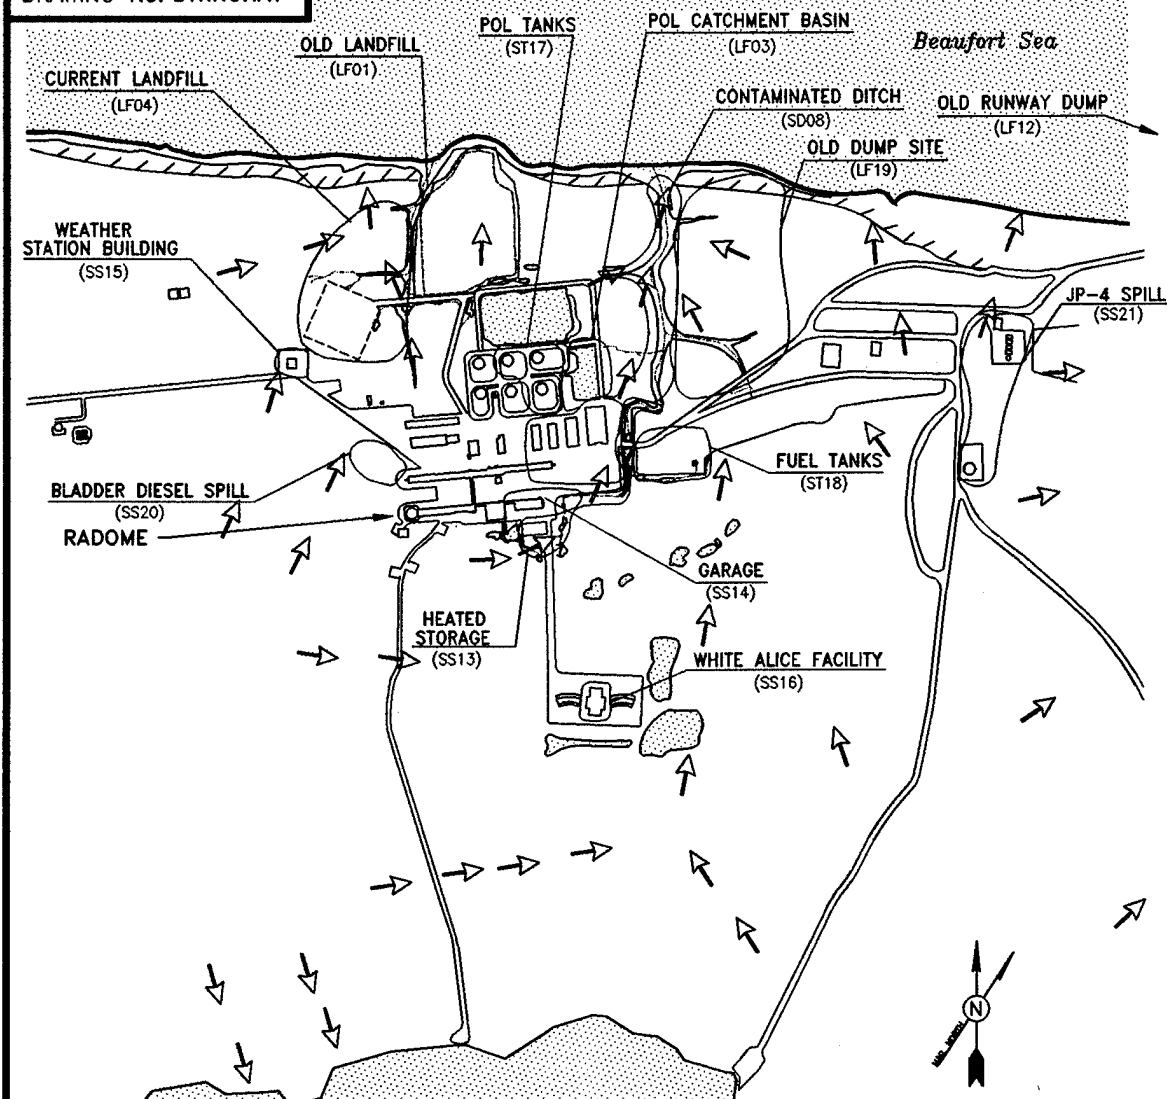 POL TANKS
(ST17)
POL CATCHMENT BASIN
(LF03)
Beaufort Sea
OLD LANDFILL
(LF01)
CURRENT LANDFILL
(LF04)
CONTAMINATED DITCH
(SD08)
OLD RUNWAY DUMP
(LF12)
OLD DUMP SITE
(LF19)
WEATHER
STATION BUILDING
(SS15)
JP-4 SPILL
(SS21)
FUEL TANKS
(ST18)
BLADDER DIESEL SPILL
(SS20)
RADOME
GARAGE
(SS14)
HEATED
STORAGE
(SS13)
WHITE ALICE FACILITY
(SS16)
N